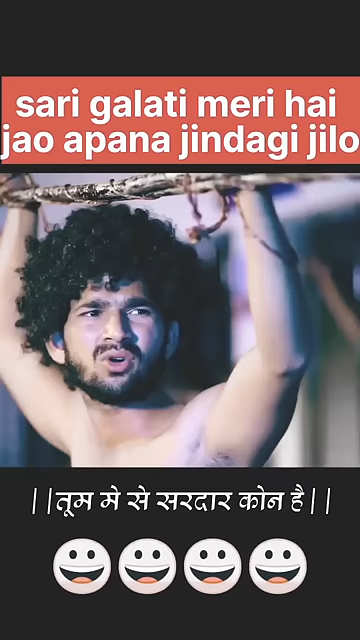 sari galati meri hai
jao apana jindagi jilo
||तूम मे से सरदार कोन है||